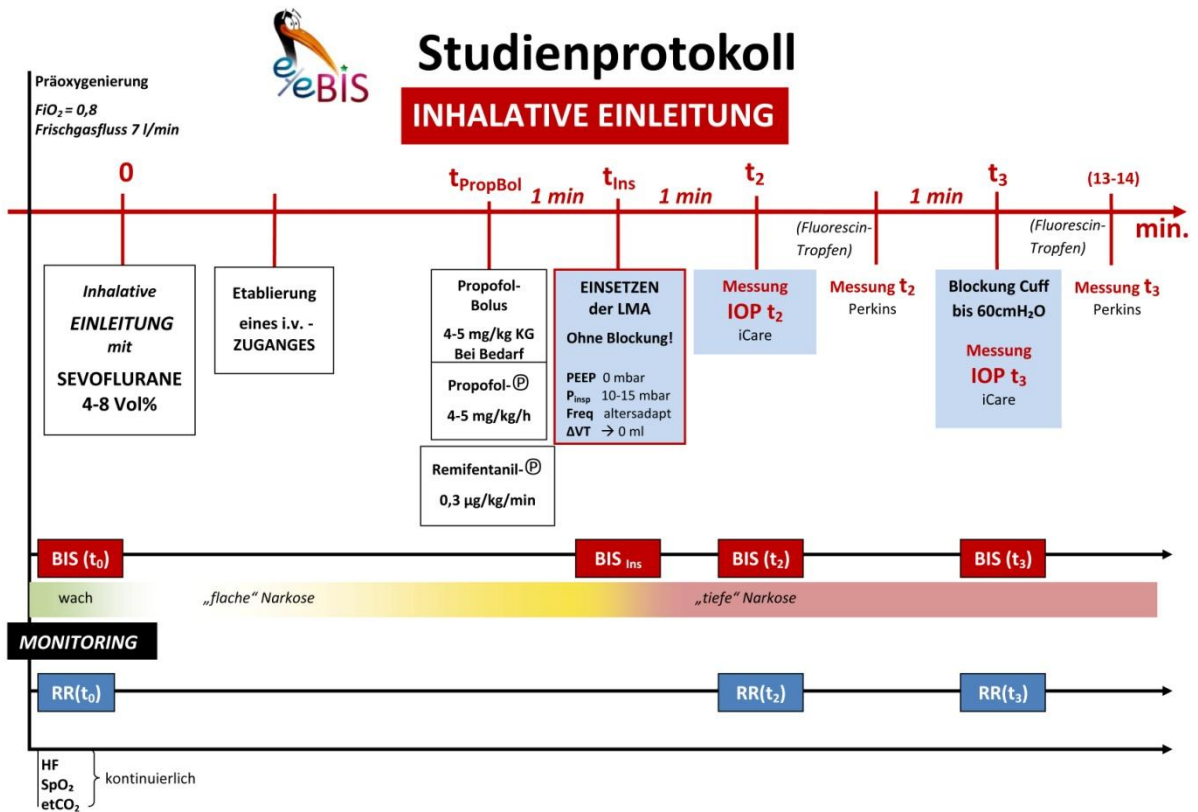 e/eBiS
Studienprotokoll
INHALATIVE EINLEITUNG
Präoxygenierung
FiO₂ = 0,8
Frischgasfluss 7 l/min
0
tPropBol
1 min
tIns
1 min
t₂
1 min
t₃
(13-14)
min.
(Fluorescin-
Tropfen)
(Fluorescin-
Tropfen)
Inhalative
EINLEITUNG
mit
SEVOFLURANE
4-8 Vol%
Etablierung
eines i.v. -
ZUGANGES
Propofol-
Bolus
4-5 mg/kg KG
Bei Bedarf
Propofol-Ⓟ
4-5 mg/kg/h
Remifentanil-Ⓟ
0,3 µg/kg/min
EINSETZEN
der LMA
Ohne Blockung!
PEEP 0 mbar
Pinsp 10-15 mbar
Freq altersadapt
ΔVT → 0 ml
Messung
IOP t₂
iCare
Messung t₂
Perkins
Blockung Cuff
bis 60cmH₂O
Messung
IOP t₃
iCare
Messung t₃
Perkins
BIS (t₀)
BIS Ins
BIS (t₂)
BIS (t₃)
wach
„flache“ Narkose
„tiefe“ Narkose
MONITORING
RR(t₀)
RR(t₂)
RR(t₃)
HF
SpO₂
etCO₂
kontinuierlich